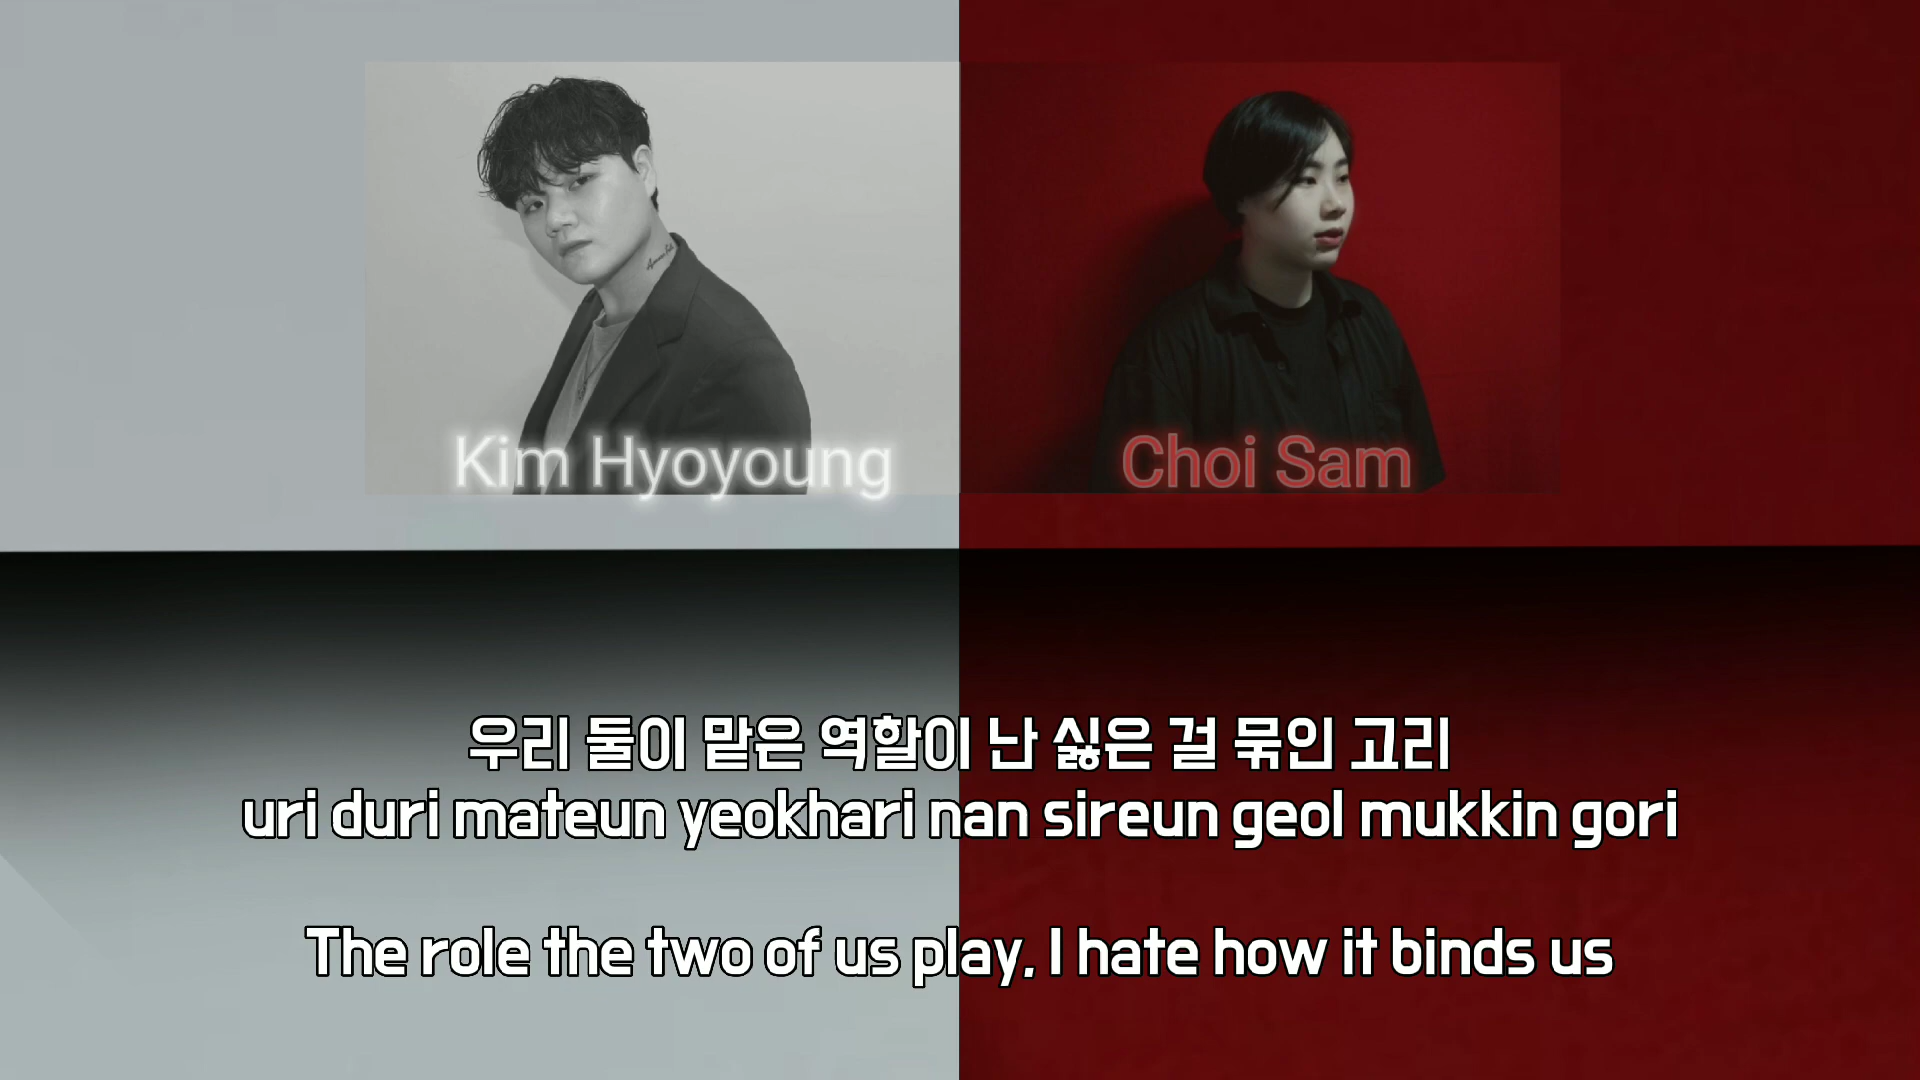 Kim Hyoyoung
Choi Sam
우리 둘이 맡은 역할이 난 싫은 걸 묶인 고리
uri duri mateun yeokhari nan sireun geol mukkin gori
The role the two of us play, I hate how it binds us